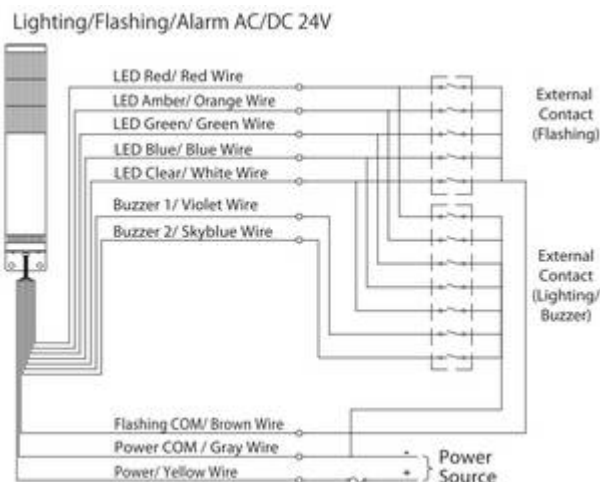 Lighting/Flashing/Alarm AC/DC 24V
LED Red/ Red Wire
LED Amber/ Orange Wire
LED Green/ Green Wire
LED Blue/ Blue Wire
LED Clear/ White Wire
Buzzer 1/ Violet Wire
Buzzer 2/ Skyblue Wire
External
Contact
(Flashing)
External
Contact
(Lighting/
Buzzer)
Flashing COM/ Brown Wire
Power COM / Gray Wire
Power/ Yellow Wire
-
+
Power
Source